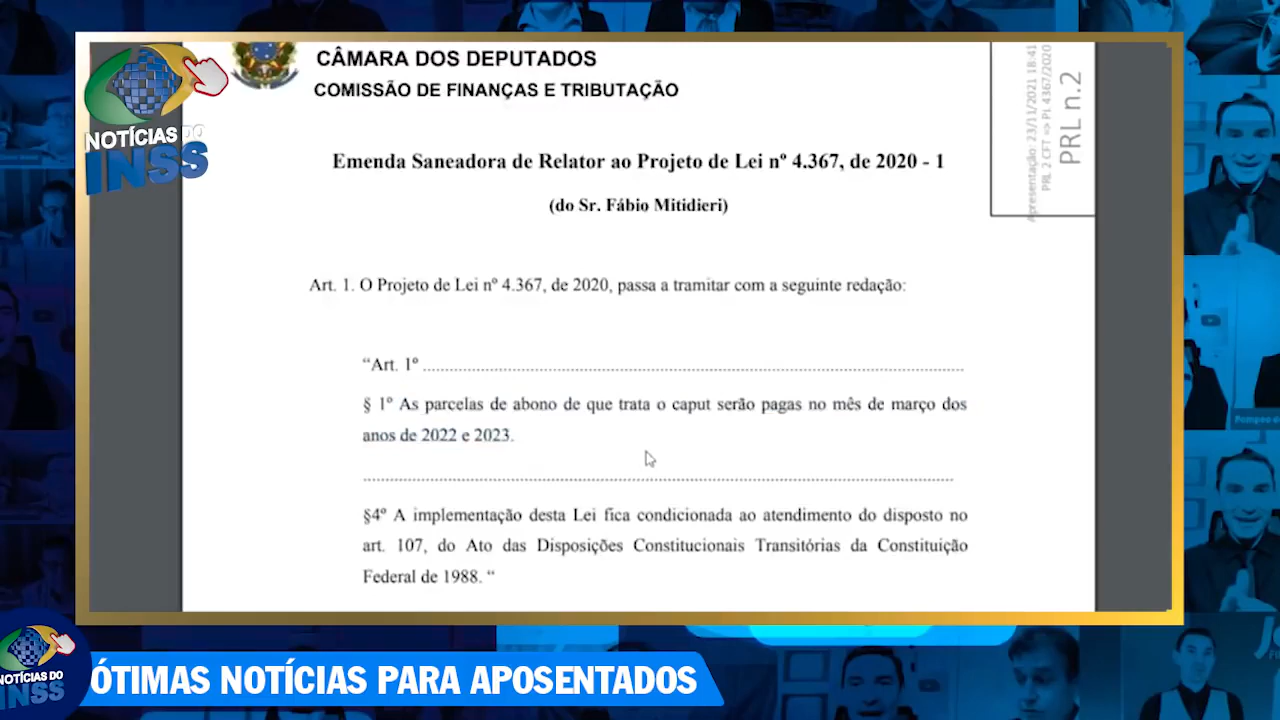 CÂMARA DOS DEPUTADOS
COMISSÃO DE FINANÇAS E TRIBUTAÇÃO
Apresentação: 23/11/2021 18:41
PRL 2 CFT => PL 4367/2020
PRL n.2
NOTÍCIAS DO
INSS
Emenda Saneadora de Relator ao Projeto de Lei nº 4.367, de 2020 - 1
(do Sr. Fábio Mitidieri)
Art. 1. O Projeto de Lei nº 4.367, de 2020, passa a tramitar com a seguinte redação:
“Art. 1º ........................................................................................................................
§ 1º As parcelas de abono de que trata o caput serão pagas no mês de março dos
anos de 2022 e 2023.
........................................................................................................................
§4º A implementação desta Lei fica condicionada ao atendimento do disposto no
art. 107, do Ato das Disposições Constitucionais Transitórias da Constituição
Federal de 1988. “
NOTÍCIAS DO
INSS
ÓTIMAS NOTÍCIAS PARA APOSENTADOS